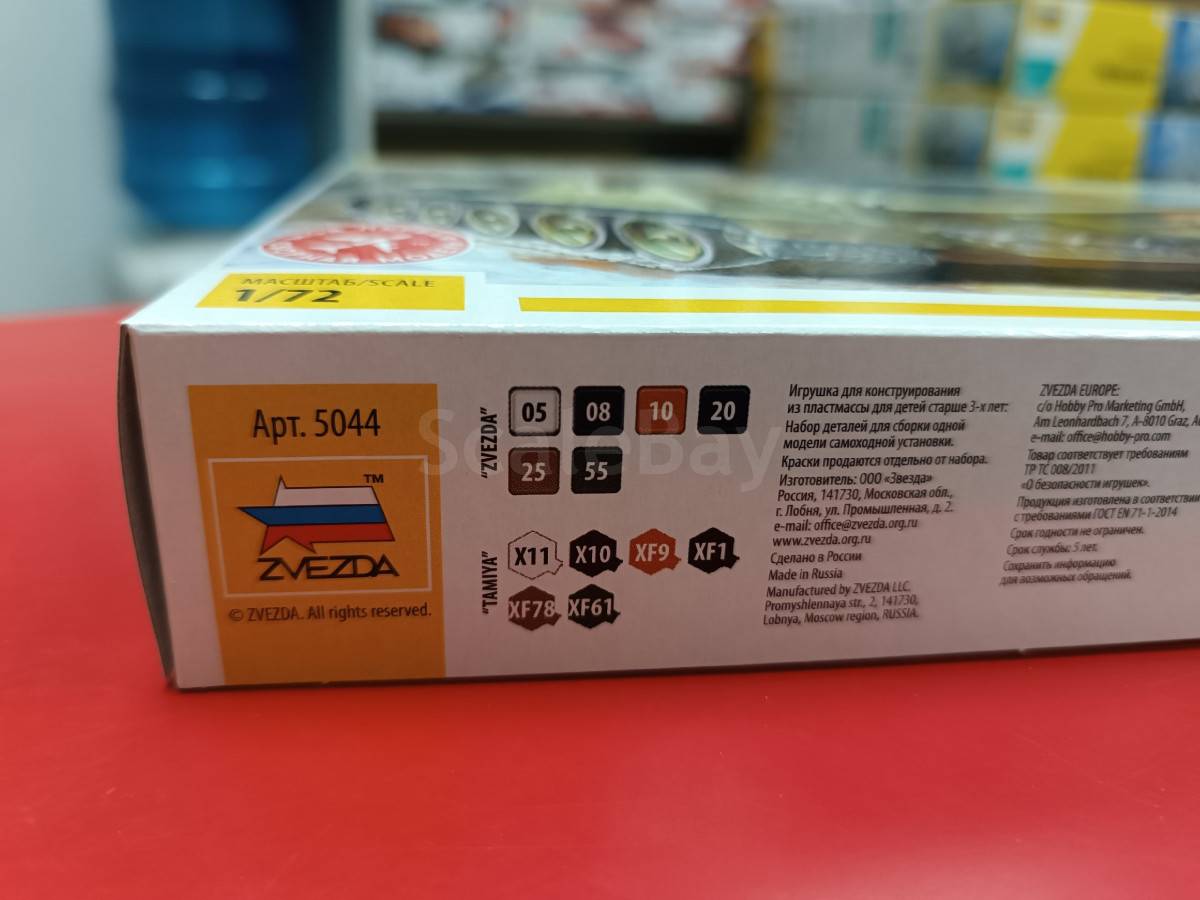 МАСШТАБ/SCALE
1/72
Арт. 5044
TM
ZVEZDA
© ZVEZDA. All rights reserved.
"ZVEZDA"
05 08 10 20
25 55
"TAMIYA"
X11 X10 XF9 XF1
XF78 XF61
Игрушка для конструирования
из пластмассы для детей старше 3-х лет:
Набор деталей для сборки одной
модели самоходной установки.
Краски продаются отдельно от набора.
Изготовитель: ООО «Звезда»
Россия, 141730, Московская обл.,
г. Лобня, ул. Промышленная, д. 2.
e-mail: office@zvezda.org.ru
www.zvezda.org.ru
Сделано в России
Made in Russia
Manufactured by ZVEZDA LLC.
Promyshlennaya str., 2, 141730,
Lobnya, Moscow region, RUSSIA.
ZVEZDA EUROPE:
c/o Hobby Pro Marketing GmbH,
Am Leonhardbach 7, A-8010 Graz,
e-mail: office@hobby-pro.com
Товар соответствует требованиям
ТР ТС 008/2011
«О безопасности игрушек».
Продукция изготовлена в соответствии
с требованиями ГОСТ EN 71-1-2014
Срок годности не ограничен.
Срок службы: 5 лет.
Сохранить информацию
для возможных обращений.
ScaleBay